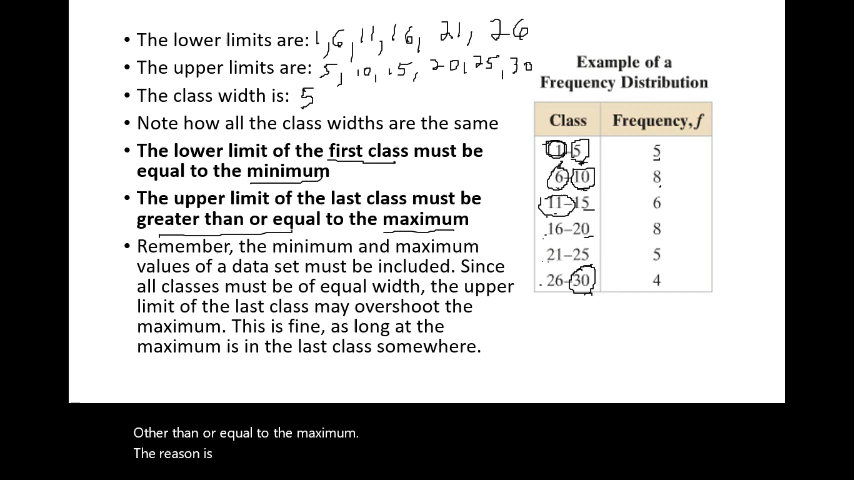 • The lower limits are: 1, 6, 11, 16, 21, 26
• The upper limits are: 5, 10, 15, 20, 25, 30
• The class width is: 5
• Note how all the class widths are the same
• The lower limit of the first class must be
equal to the minimum
• The upper limit of the last class must be
greater than or equal to the maximum
• Remember, the minimum and maximum
values of a data set must be included. Since
all classes must be of equal width, the upper
limit of the last class may overshoot the
maximum. This is fine, as long at the
maximum is in the last class somewhere.
Example of a
Frequency Distribution
Class Frequency, f
1–5 5
6–10 8
11–15 6
16–20 8
21–25 5
26–30 4
Other than or equal to the maximum.
The reason is